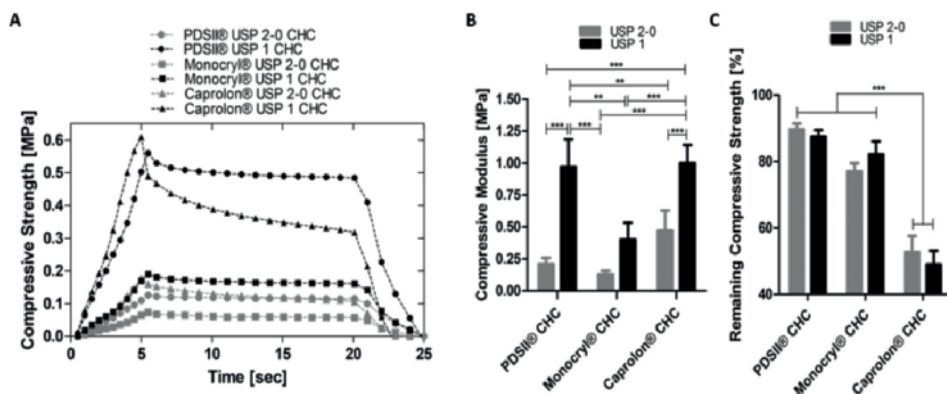 A
PDSII® USP 2-0 CHC
PDSII® USP 1 CHC
Monocryl® USP 2-0 CHC
Monocryl® USP 1 CHC
Caprolon® USP 2-0 CHC
Caprolon® USP 1 CHC
Compressive Strength [MPa]
0.6
0.5
0.4
0.3
0.2
0.1
0.0
0 5 10 15 20 25
Time [sec]
B
USP 2-0
USP 1
***
**
** ***
***
*** *** ***
Compressive Modulus [MPa]
1.50
1.25
1.00
0.75
0.50
0.25
0.00
PDSII® CHC
Monocryl® CHC
Caprolon® CHC
C
USP 2-0
USP 1
***
Remaining Compressive Strength [%]
100
80
60
40
PDSII® CHC
Monocryl® CHC
Caprolon® CHC